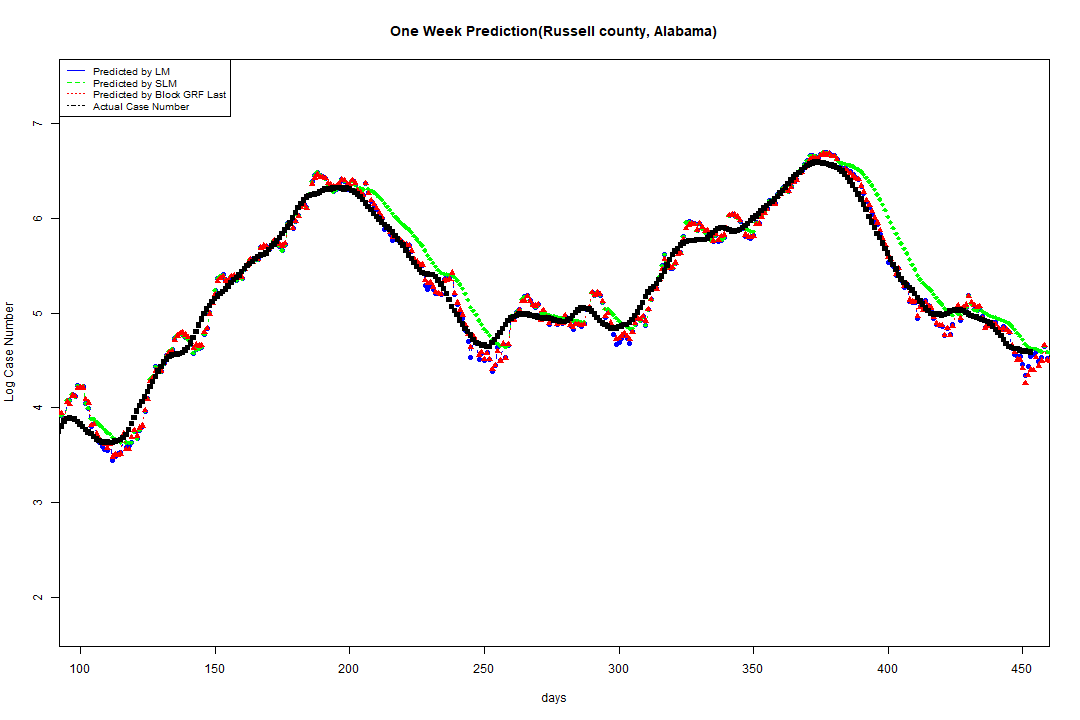 One Week Prediction(Russell county, Alabama)
Predicted by LM
Predicted by SLM
Predicted by Block GRF Last
Actual Case Number
7
6
5
4
3
2
Log Case Number
100 150 200 250 300 350 400 450
days